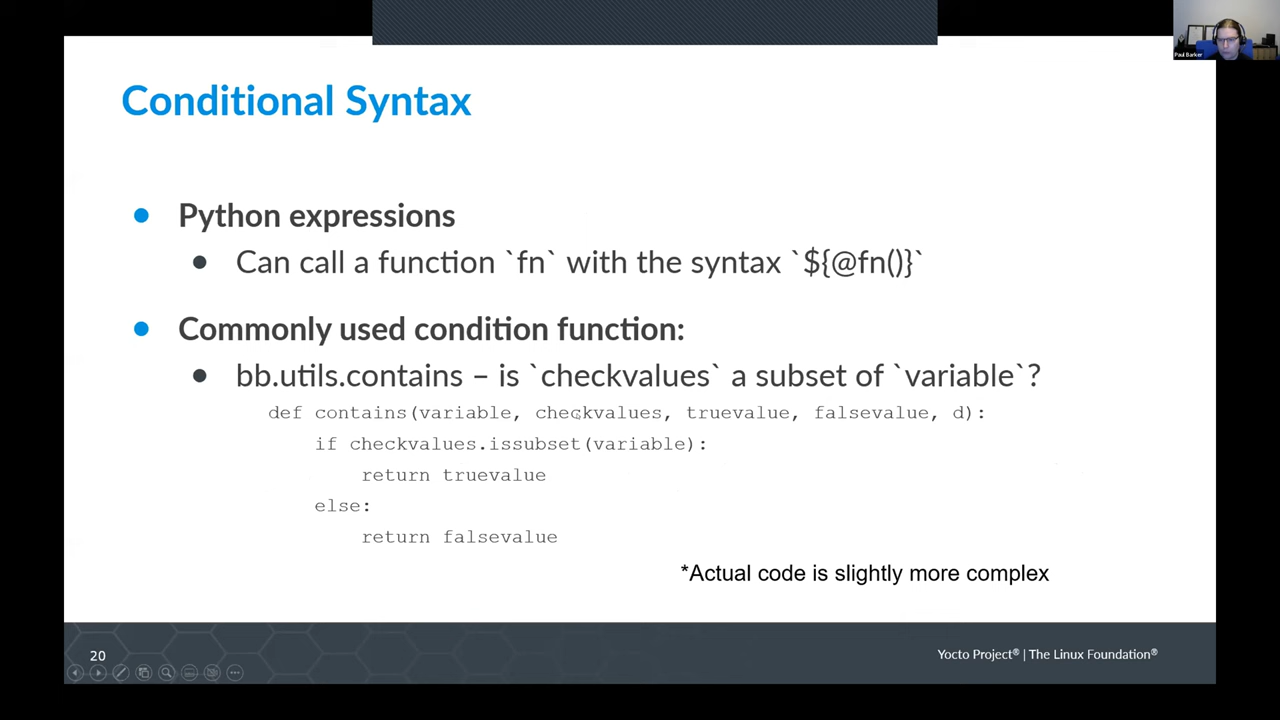 Paul Barker
Conditional Syntax
Python expressions
Can call a function `fn` with the syntax `${@fn()}`
Commonly used condition function:
bb.utils.contains – is `checkvalues` a subset of `variable`?
def contains(variable, checkvalues, truevalue, falsevalue, d):
if checkvalues.issubset(variable):
return truevalue
else:
return falsevalue
*Actual code is slightly more complex
20
Yocto Project® | The Linux Foundation®